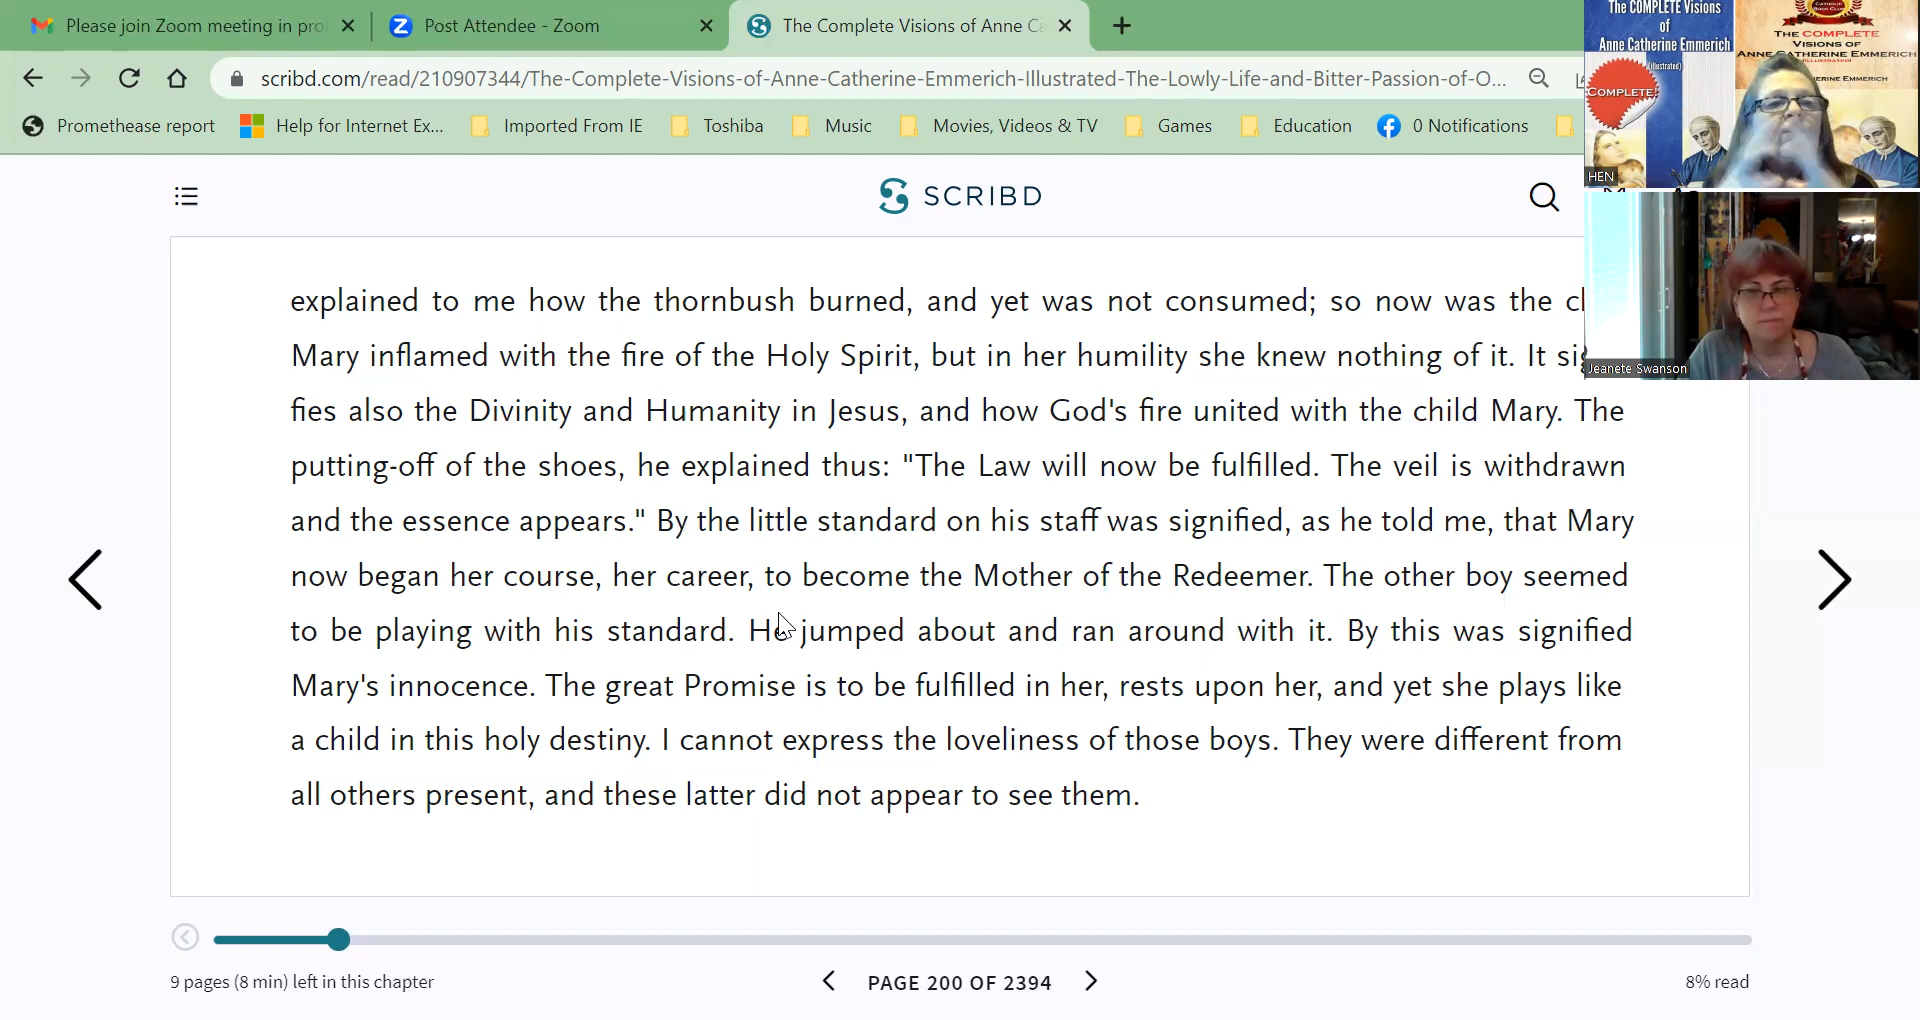 Please join Zoom meeting in pro
Post Attendee - Zoom
The Complete Visions of Anne Ca
scribd.com/read/210907344/The-Complete-Visions-of-Anne-Catherine-Emmerich-Illustrated-The-Lowly-Life-and-Bitter-Passion-of-O...
Promethease report
Help for Internet Ex...
Imported From IE
Toshiba
Music
Movies, Videos & TV
Games
Education
0 Notifications
The COMPLETE Visions
of
Anne Catherine Emmerich
(Illustrated)
COMPLETE!
CATHOLIC
BOOK CLUB
THE COMPLETE
VISIONS OF
ANNE CATHERINE EMMERICH
(ILLUSTRATED)
HERINE EMMERICH
HEN
Jeanete Swanson
SCRIBD
explained to me how the thornbush burned, and yet was not consumed; so now was the
Mary inflamed with the fire of the Holy Spirit, but in her humility she knew nothing of it. It
fies also the Divinity and Humanity in Jesus, and how God's fire united with the child Mary. The
putting-off of the shoes, he explained thus: "The Law will now be fulfilled. The veil is withdrawn
and the essence appears." By the little standard on his staff was signified, as he told me, that Mary
now began her course, her career, to become the Mother of the Redeemer. The other boy seemed
to be playing with his standard. He jumped about and ran around with it. By this was signified
Mary's innocence. The great Promise is to be fulfilled in her, rests upon her, and yet she plays like
a child in this holy destiny. I cannot express the loveliness of those boys. They were different from
all others present, and these latter did not appear to see them.
9 pages (8 min) left in this chapter
PAGE 200 OF 2394
8% read